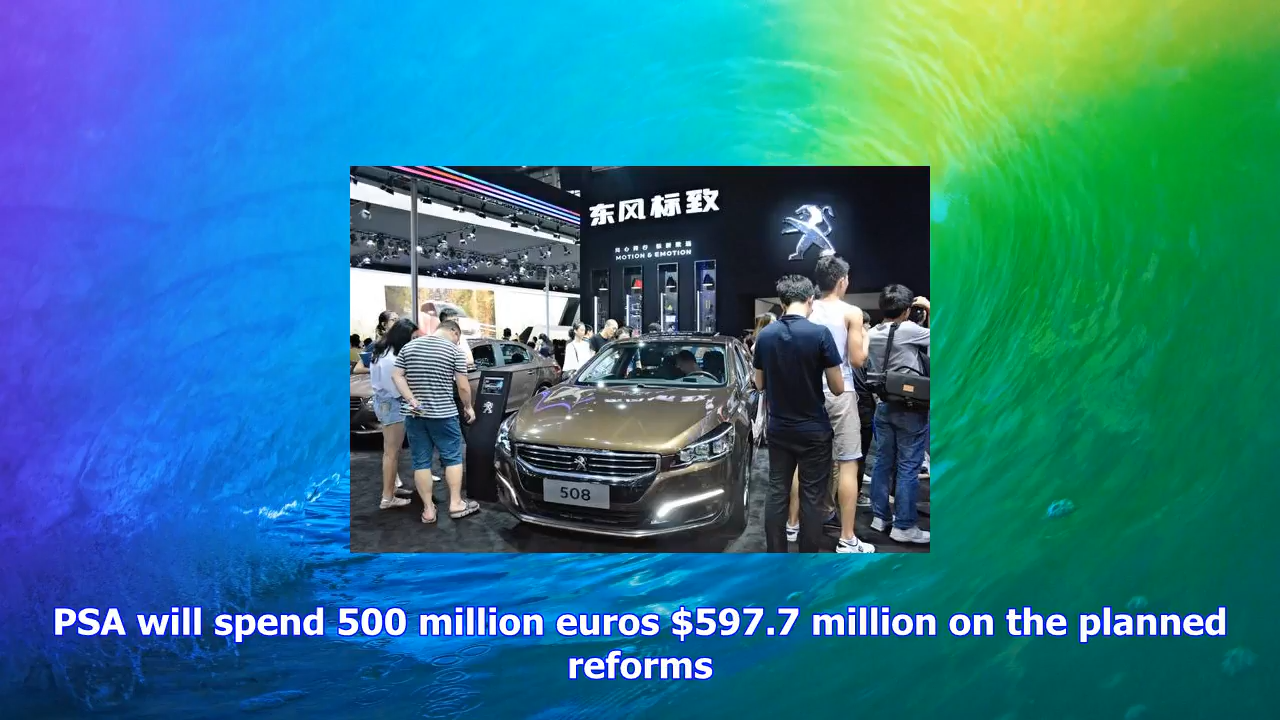 东风标致
MOTION & EMOTION
508
PSA will spend 500 million euros $597.7 million on the planned
reforms